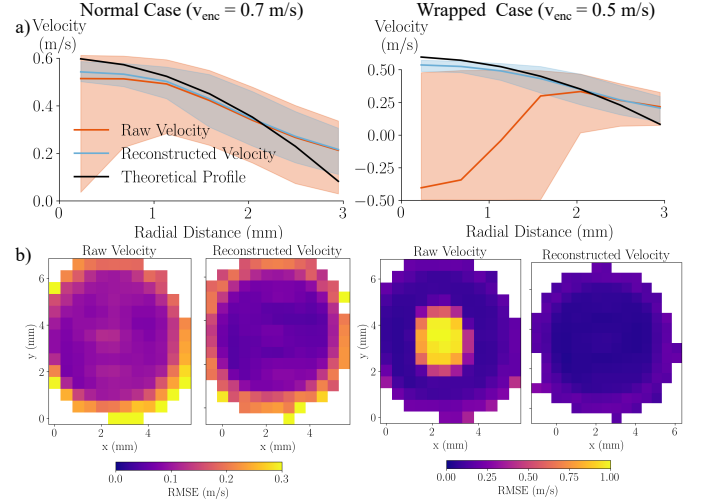 Normal Case (v_enc = 0.7 m/s)
Wrapped Case (v_enc = 0.5 m/s)
a)
Velocity
(m/s)
0.6
0.4
0.2
0.0
Raw Velocity
Reconstructed Velocity
Theoretical Profile
0 1 2 3
Radial Distance (mm)
Velocity
(m/s)
0.50
0.25
0.00
−0.25
−0.50
0 1 2 3
Radial Distance (mm)
b)
Raw Velocity
Reconstructed Velocity
Raw Velocity
Reconstructed Velocity
6
4
2
0
y (mm)
0 2 4
x (mm)
0 2 4
x (mm)
6
4
2
0
y (mm)
0 2 4
x (mm)
0 2 4 6
x (mm)
0.0 0.1 0.2 0.3
RMSE (m/s)
0.00 0.25 0.50 0.75 1.00
RMSE (m/s)